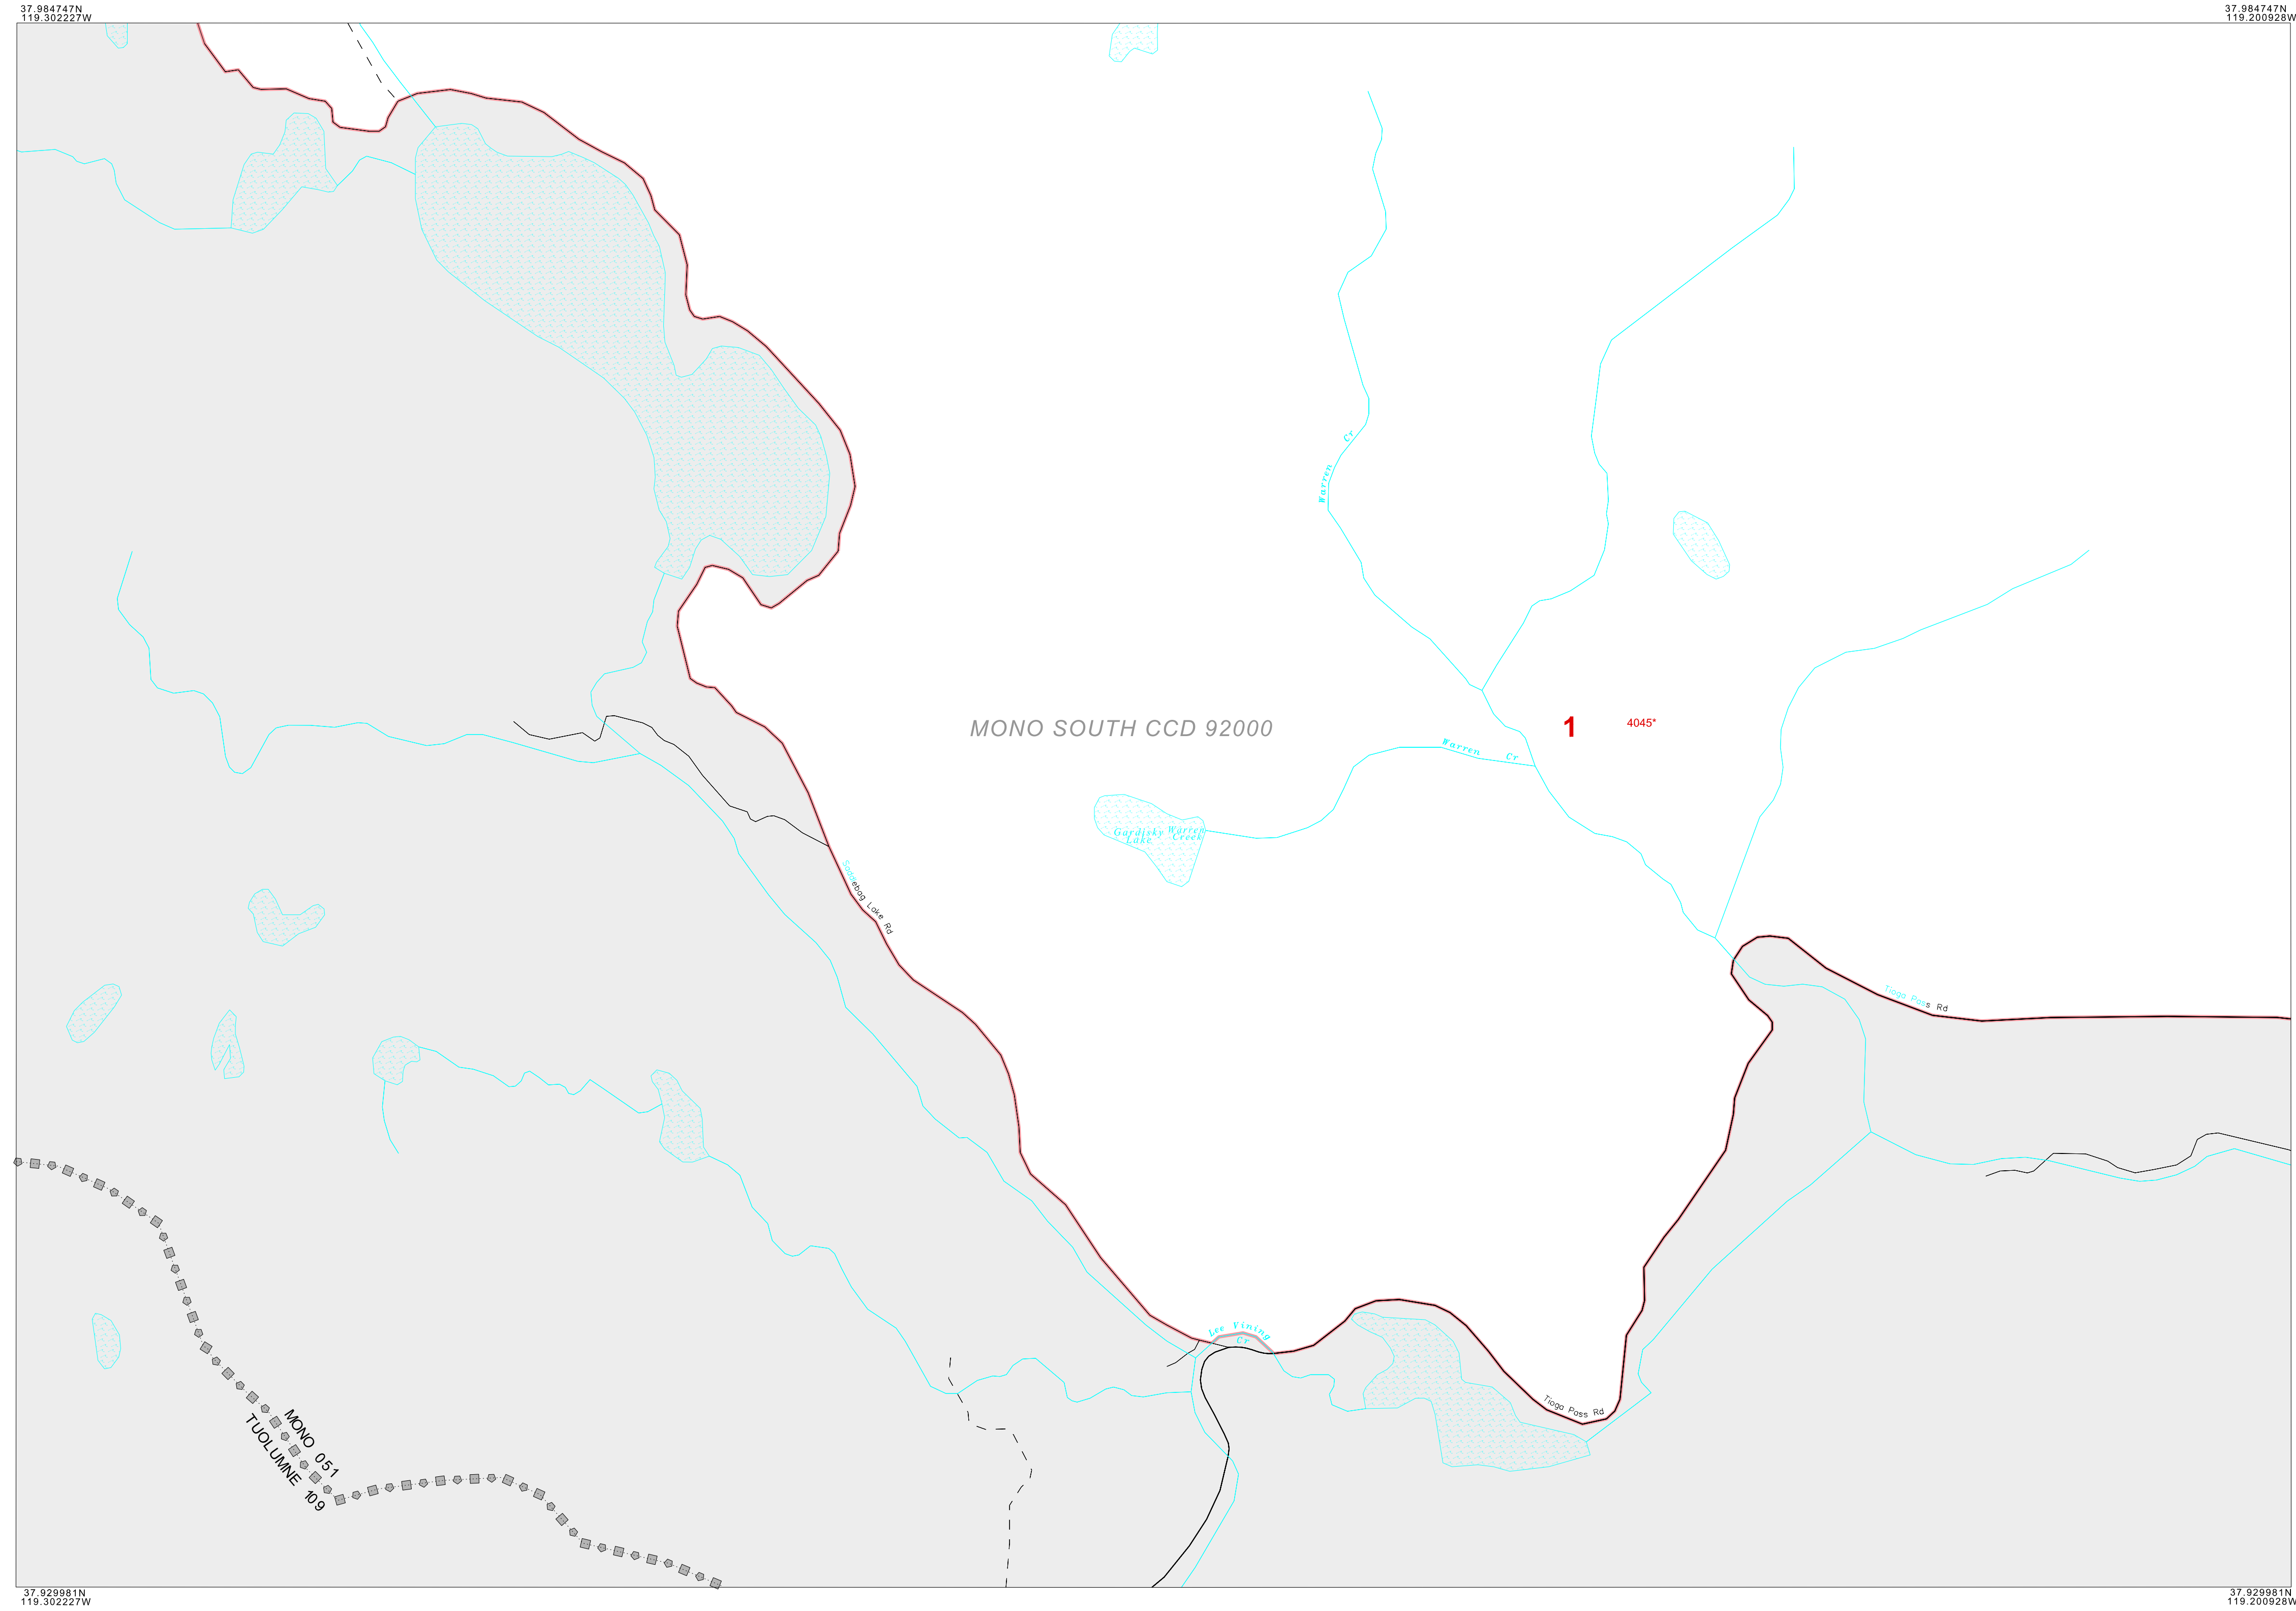 37.984747N
119.302227W
37.984747N
119.200928W
Warren Cr
MONO SOUTH CCD 92000
1
4045*
Warren Cr
Gardisky
Lake
Warren
Creek
Saddlebag Lake Rd
Tioga Pass Rd
Lee Vining
Cr
Tioga Pass Rd
MONO 051
TUOLUMNE 109
37.929981N
119.302227W
37.929981N
119.200928W